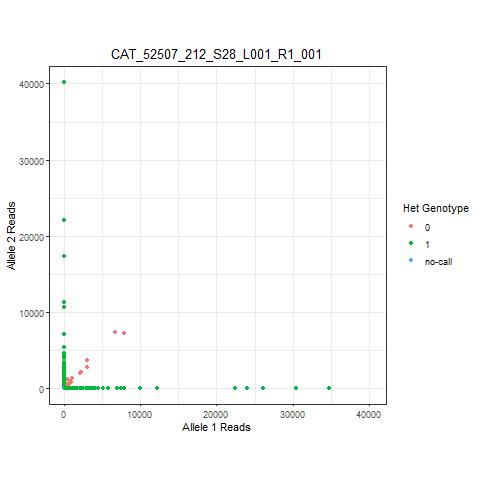 CAT_52507_212_S28_L001_R1_001
40000
30000
20000
10000
0
Allele 2 Reads
0 10000 20000 30000 40000
Allele 1 Reads
Het Genotype
0
1
no-call